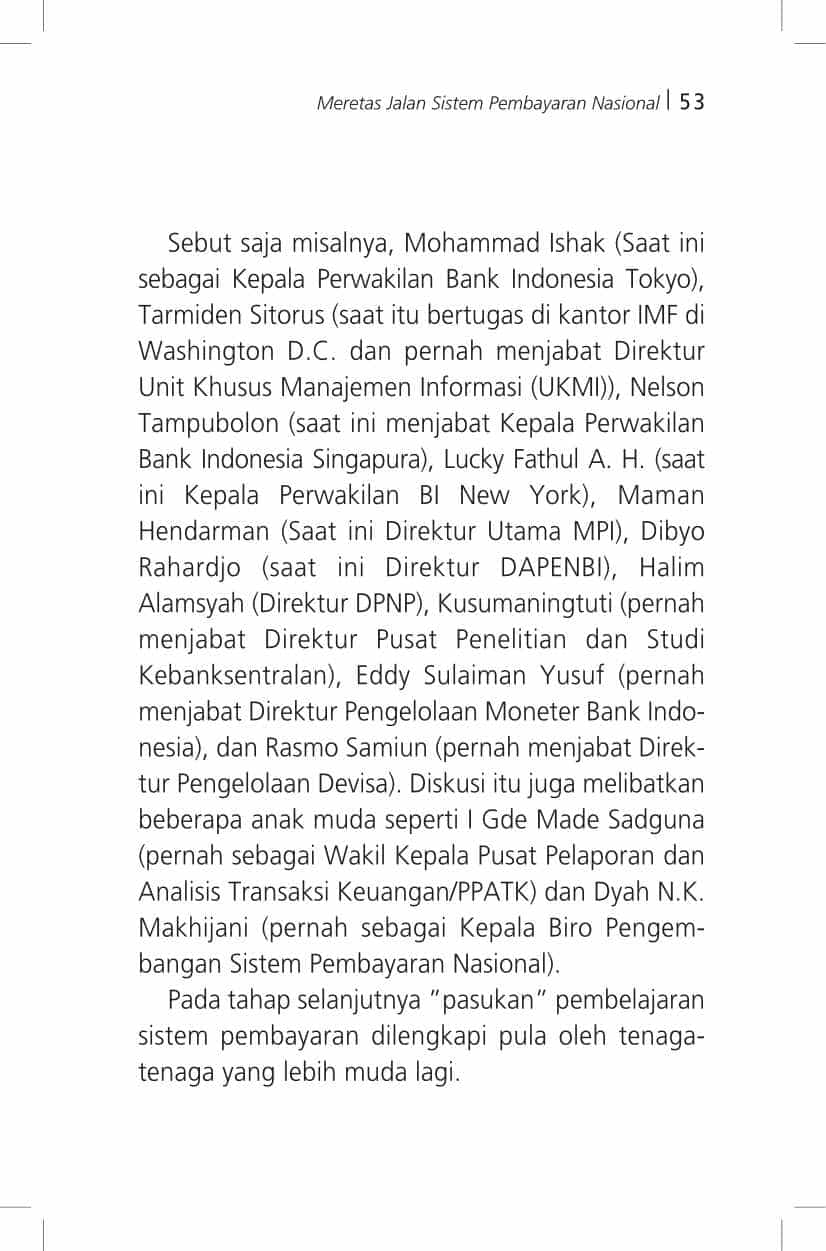 Meretas Jalan Sistem Pembayaran Nasional | 53
Sebut saja misalnya, Mohammad Ishak (Saat ini
sebagai Kepala Perwakilan Bank Indonesia Tokyo),
Tarmiden Sitorus (saat itu bertugas di kantor IMF di
Washington D.C. dan pernah menjabat Direktur
Unit Khusus Manajemen Informasi (UKMI)), Nelson
Tampubolon (saat ini menjabat Kepala Perwakilan
Bank Indonesia Singapura), Lucky Fathul A. H. (saat
ini Kepala Perwakilan BI New York), Maman
Hendarman (Saat ini Direktur Utama MPI), Dibyo
Rahardjo (saat ini Direktur DAPENBI), Halim
Alamsyah (Direktur DPNP), Kusumaningtuti (pernah
menjabat Direktur Pusat Penelitian dan Studi
Kebanksentralan), Eddy Sulaiman Yusuf (pernah
menjabat Direktur Pengelolaan Moneter Bank Indo-
nesia), dan Rasmo Samiun (pernah menjabat Direk-
tur Pengelolaan Devisa). Diskusi itu juga melibatkan
beberapa anak muda seperti I Gde Made Sadguna
(pernah sebagai Wakil Kepala Pusat Pelaporan dan
Analisis Transaksi Keuangan/PPATK) dan Dyah N.K.
Makhijani (pernah sebagai Kepala Biro Pengem-
bangan Sistem Pembayaran Nasional).
Pada tahap selanjutnya ”pasukan” pembelajaran
sistem pembayaran dilengkapi pula oleh tenaga-
tenaga yang lebih muda lagi.